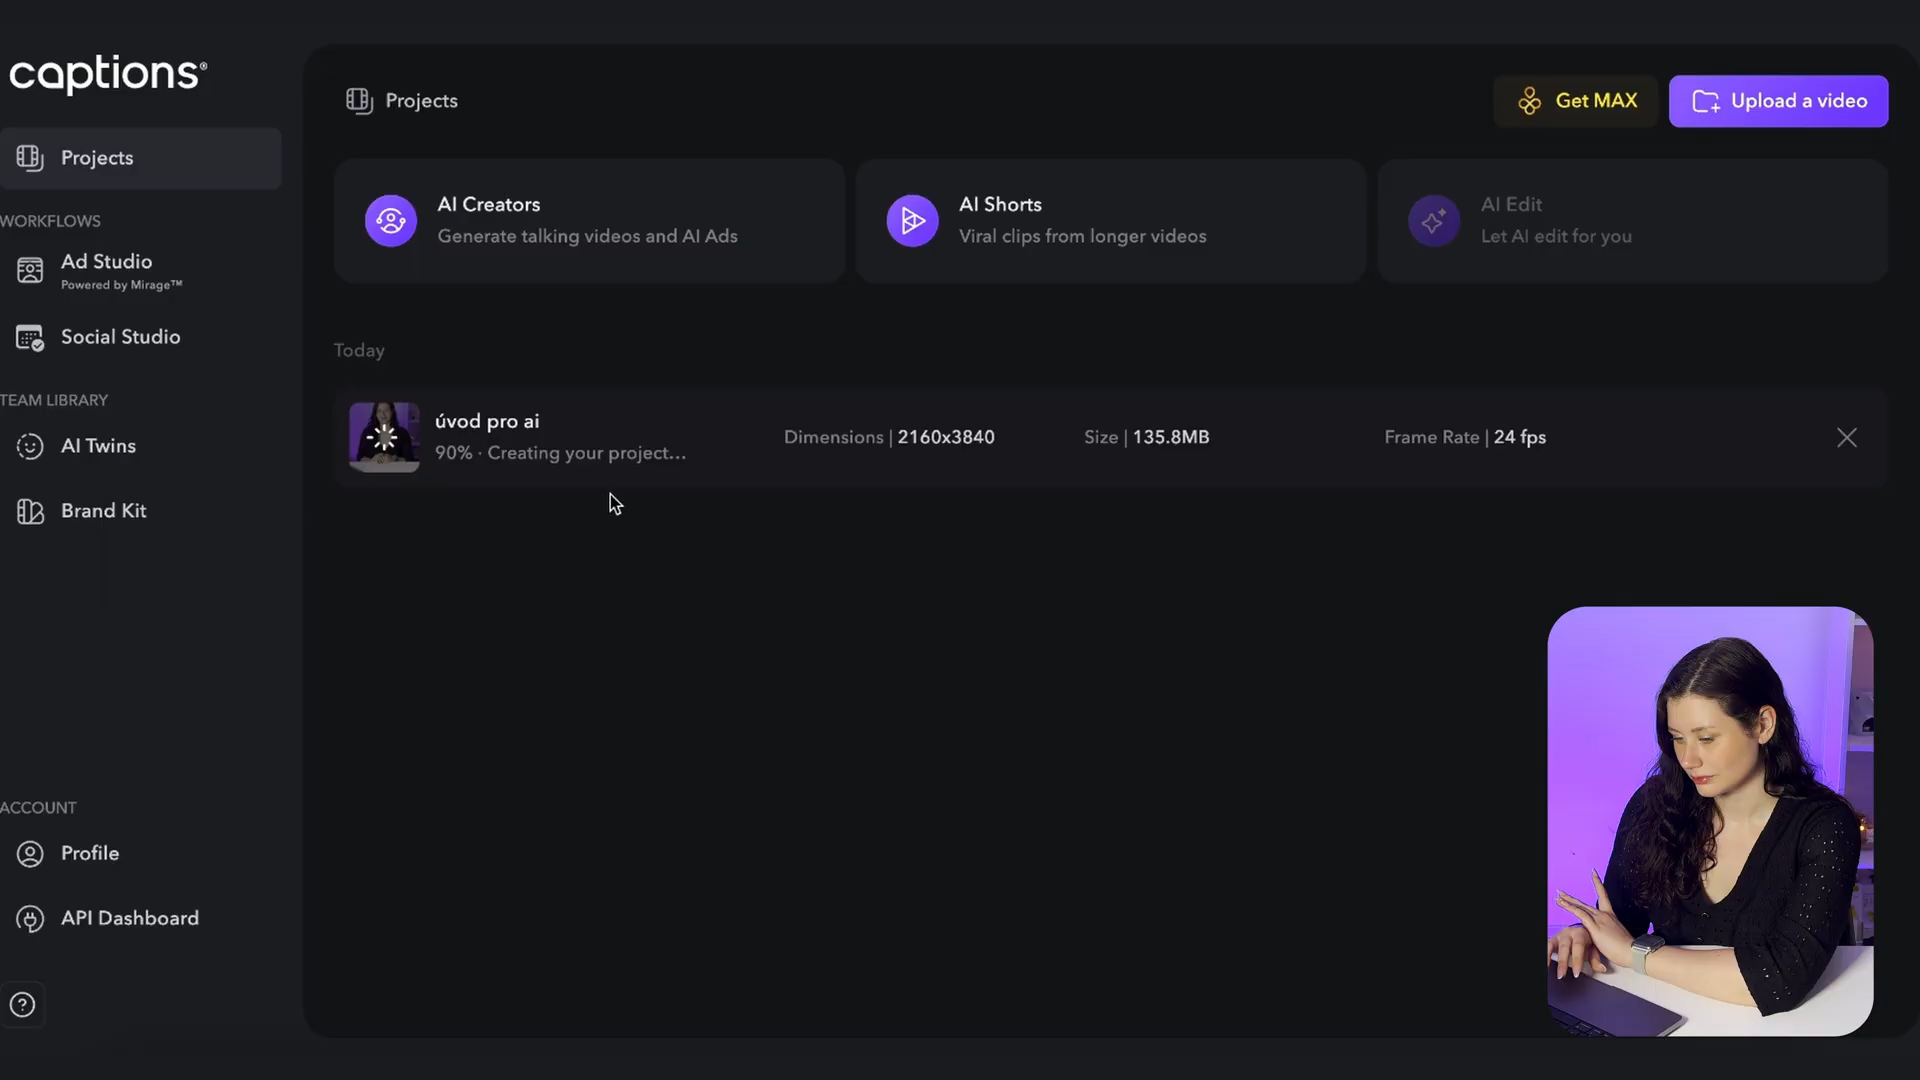 captions®
Projects
WORKFLOWS
Ad Studio
Powered by Mirage™
Social Studio
TEAM LIBRARY
AI Twins
Brand Kit
ACCOUNT
Profile
API Dashboard
Projects
Get MAX
Upload a video
AI Creators
Generate talking videos and AI Ads
AI Shorts
Viral clips from longer videos
AI Edit
Let AI edit for you
Today
úvod pro ai
90% · Creating your project...
Dimensions | 2160x3840
Size | 135.8MB
Frame Rate | 24 fps